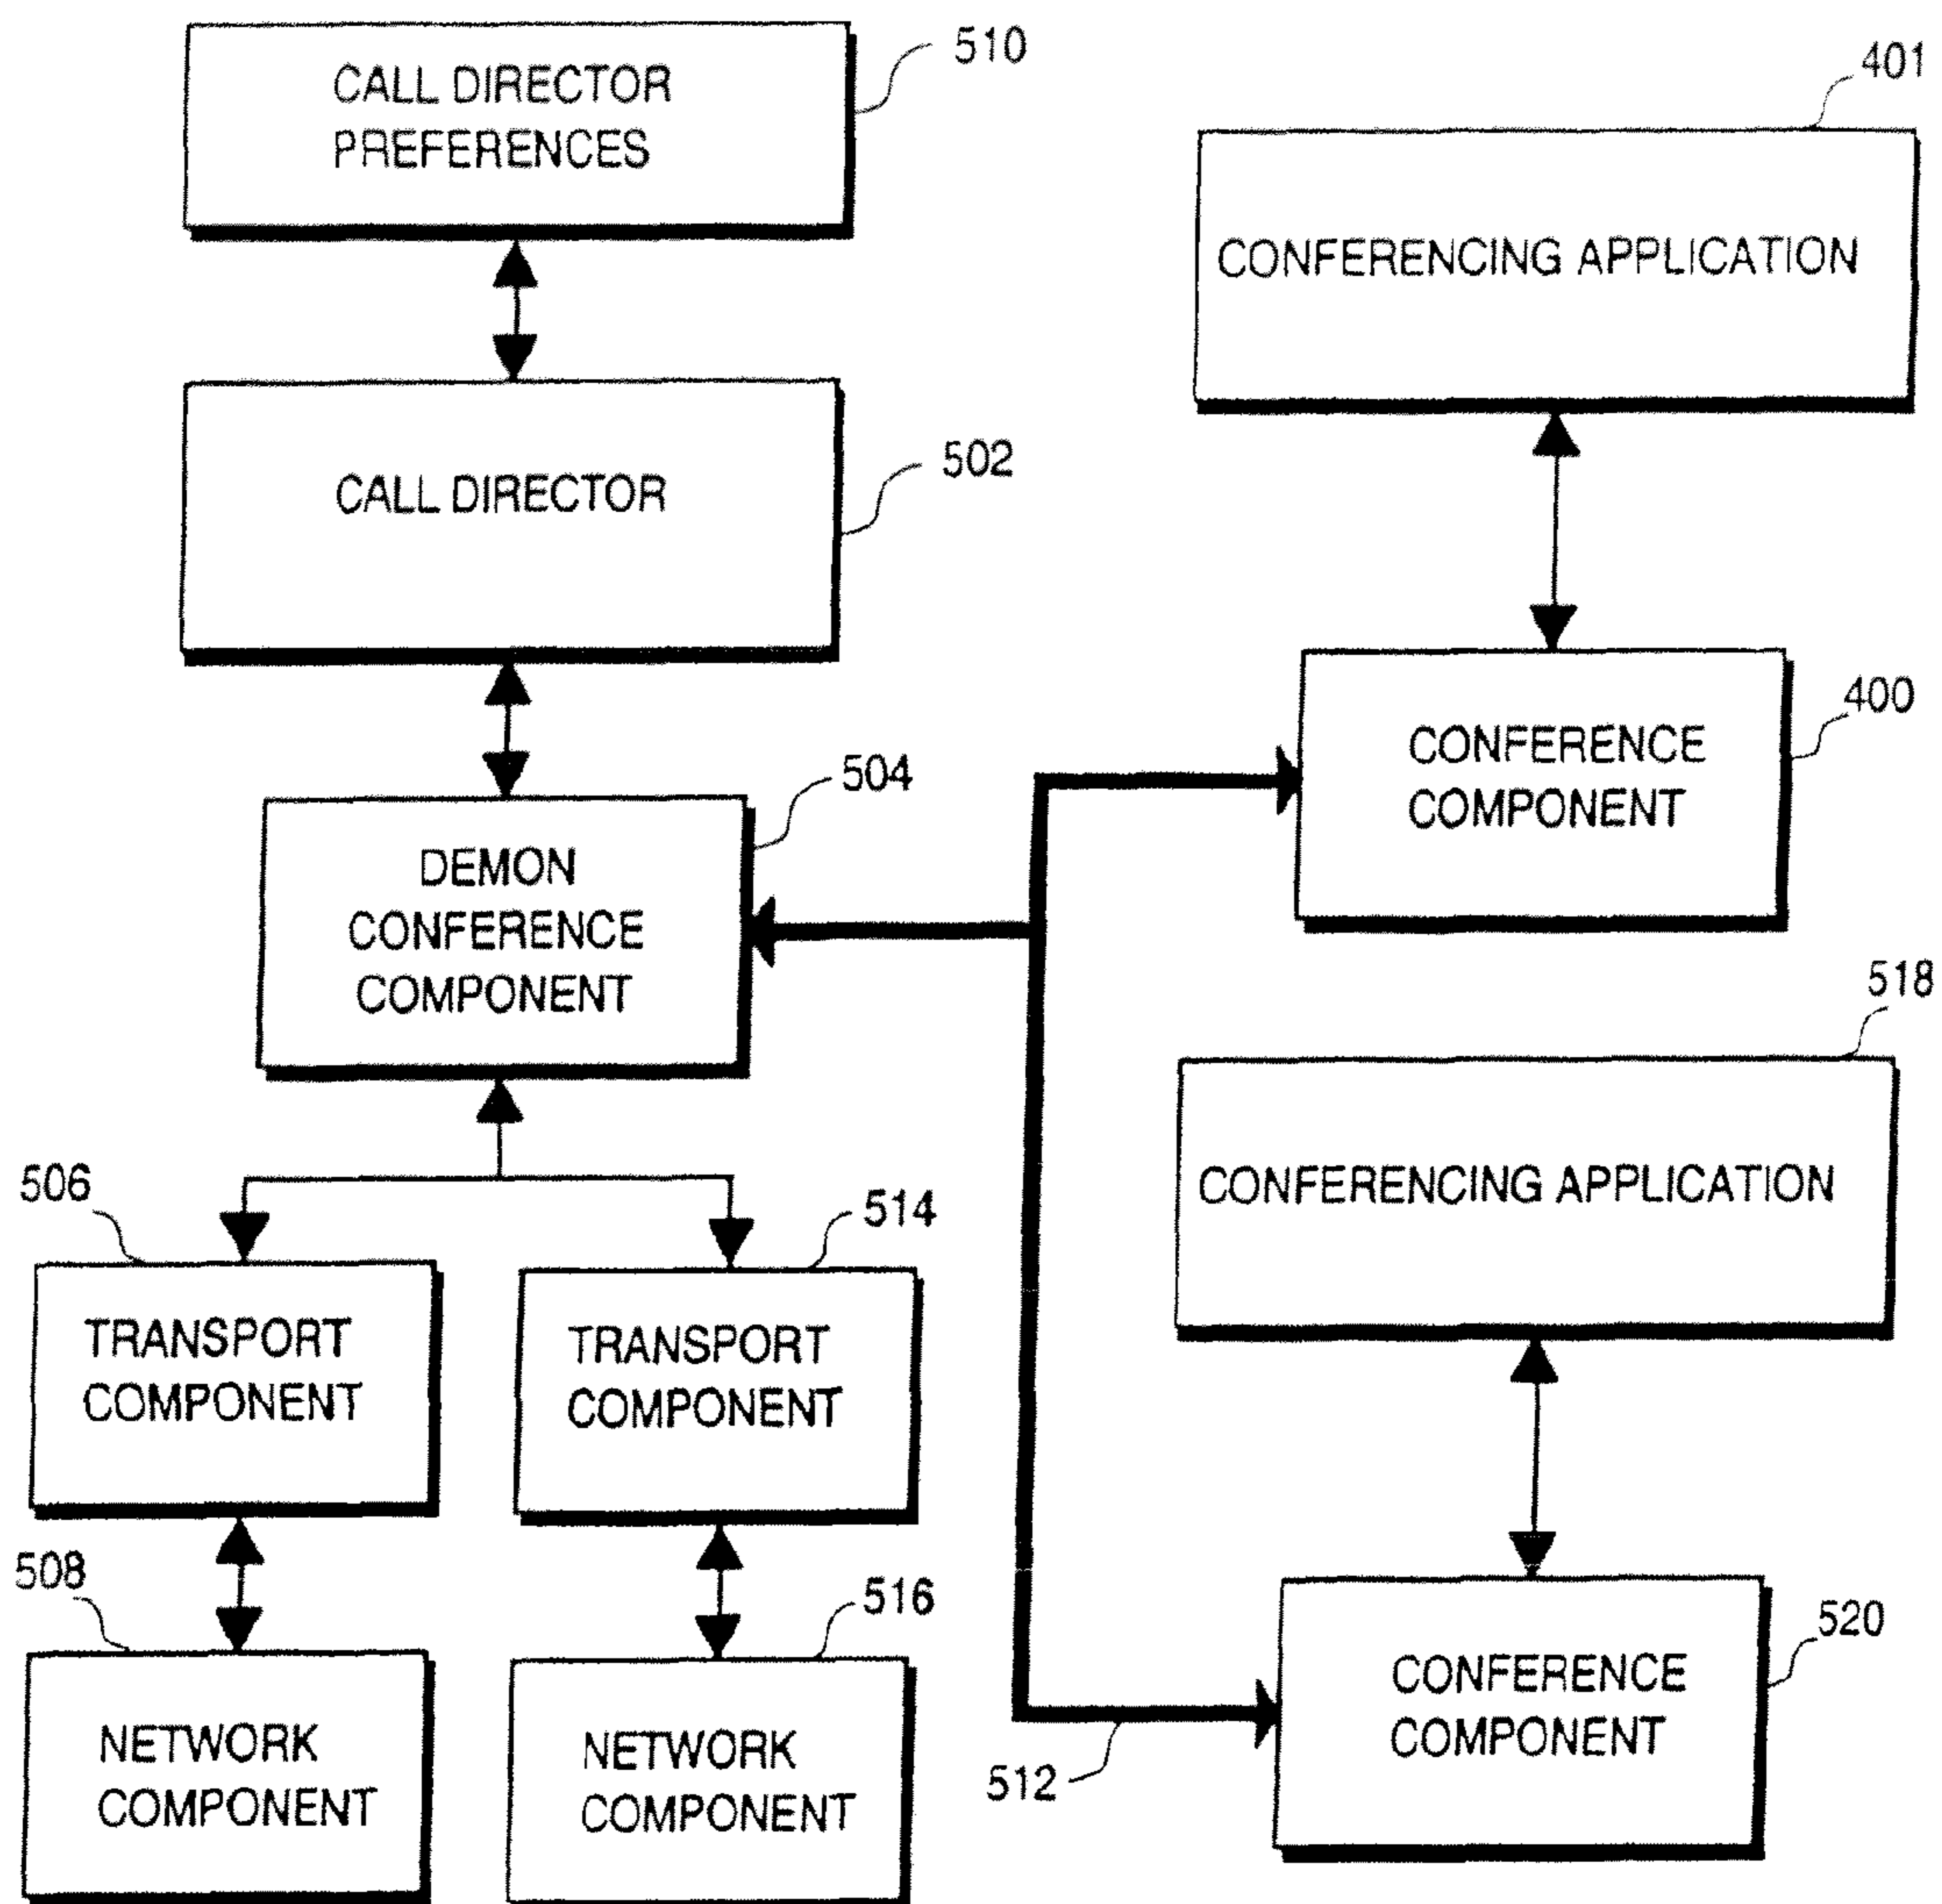 CALL DIRECTOR
PREFERENCES
510
401
CONFERENCING APPLICATION
CALL DIRECTOR
502
CONFERENCE
COMPONENT
400
DEMON
CONFERENCE
COMPONENT
504
518
CONFERENCING APPLICATION
506
TRANSPORT
COMPONENT
514
TRANSPORT
COMPONENT
508
NETWORK
COMPONENT
516
NETWORK
COMPONENT
520
CONFERENCE
COMPONENT
512